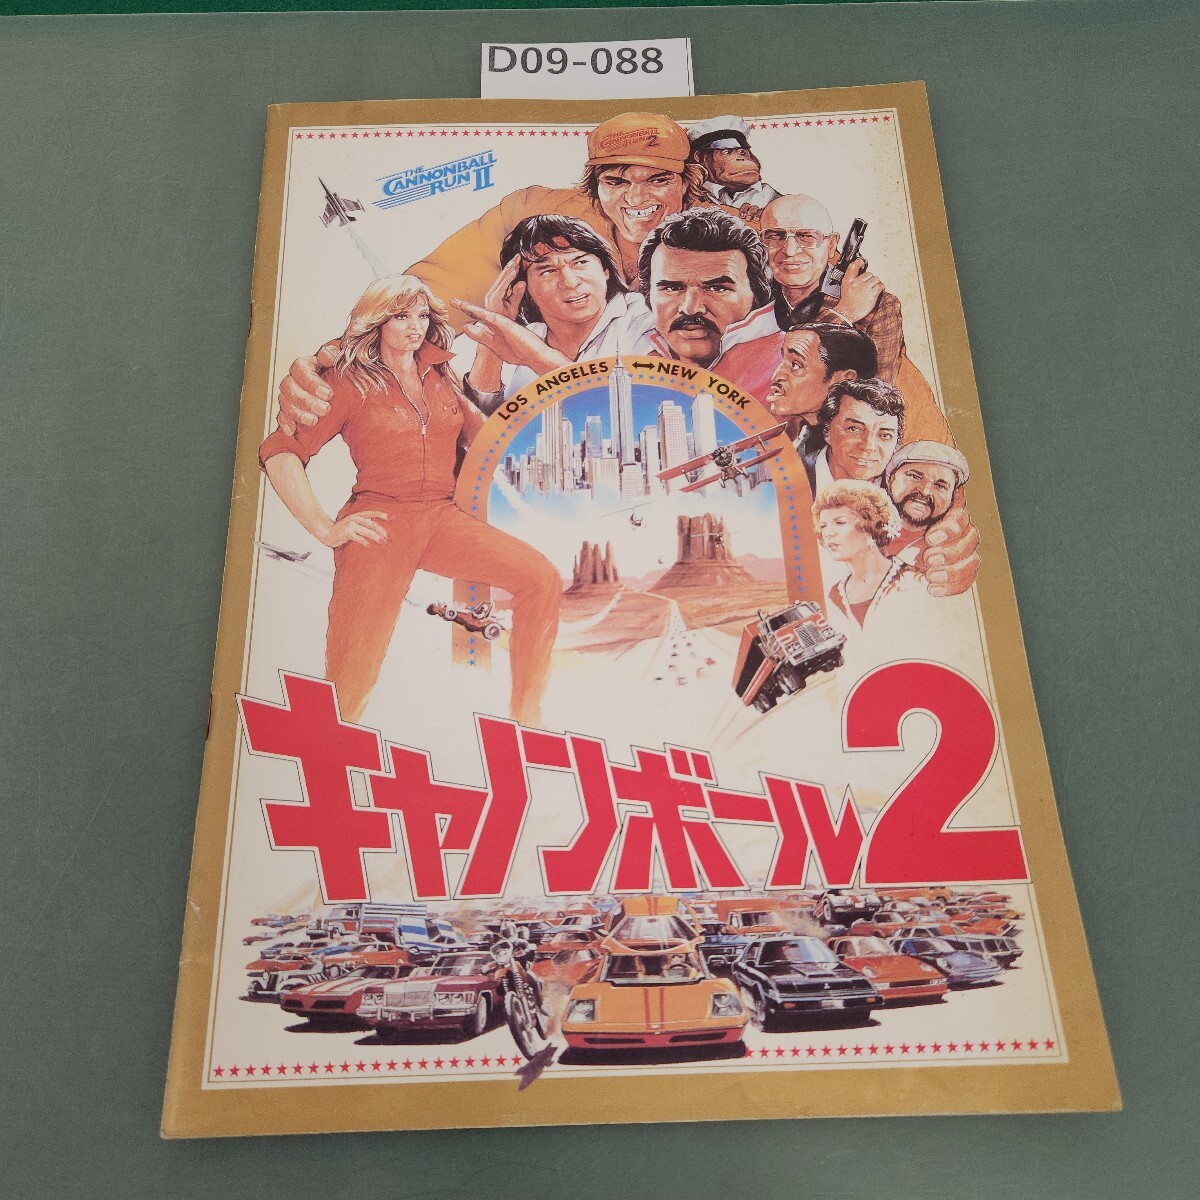 D09-088
THE
CANNONBALL
RUN II
THE
CANNONBALL
RUN 2
LOS ANGELES ↔ NEW YORK
キャノンボール2